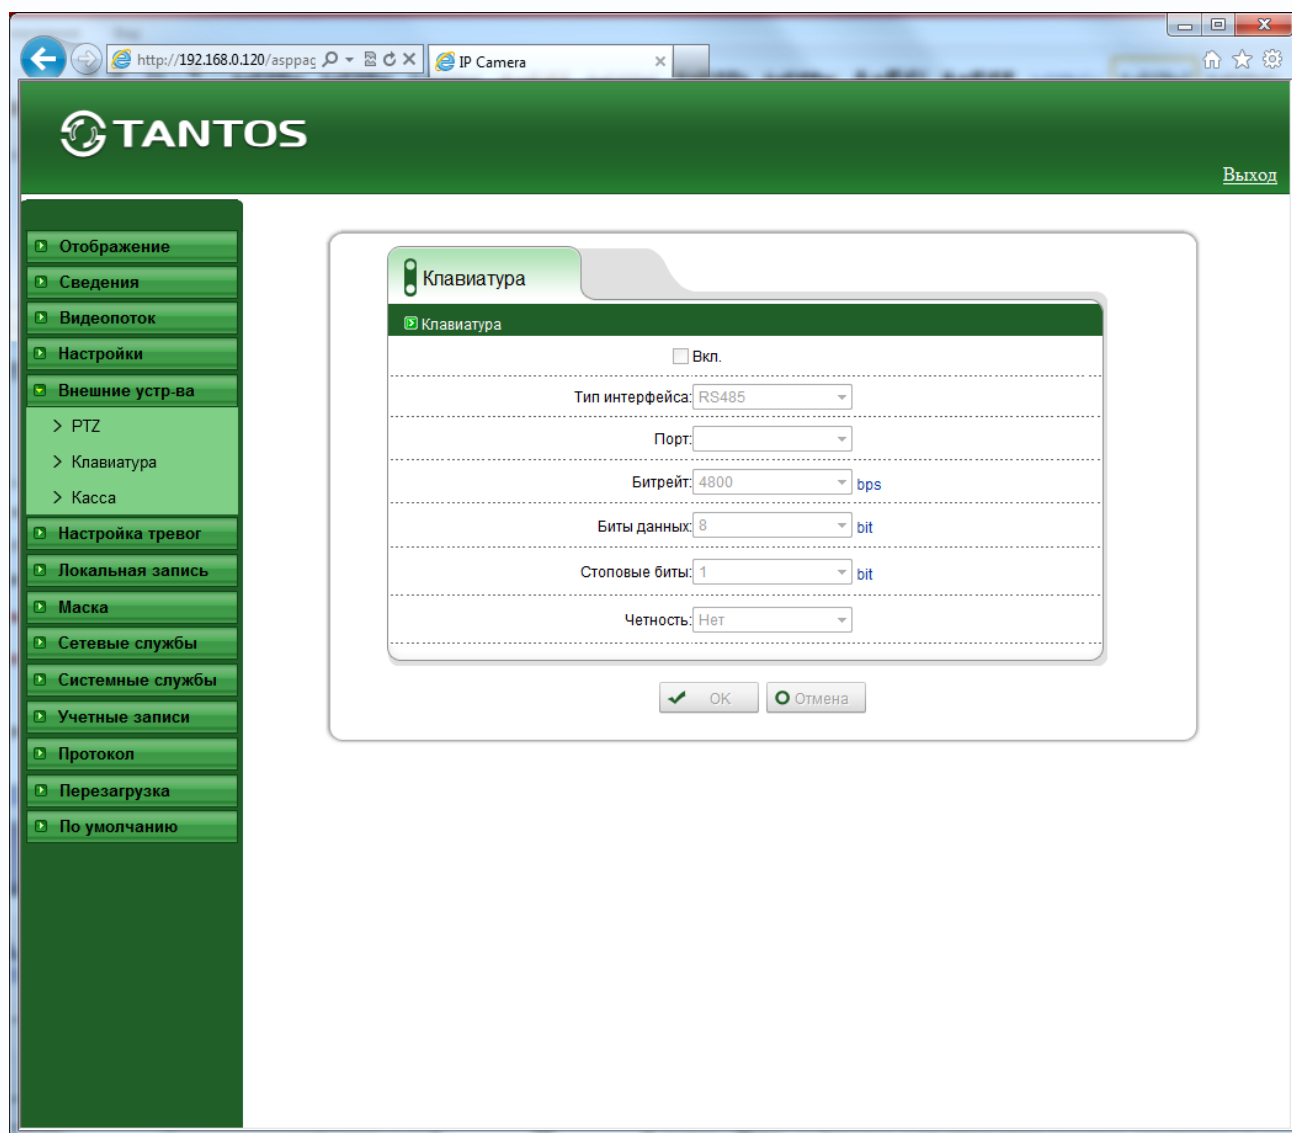 http://192.168.0.120/asppag
IP Camera
TANTOS
Выход
Отображение
Сведения
Видеопоток
Настройки
Внешние устр-ва
PTZ
Клавиатура
Касса
Настройка тревог
Локальная запись
Маска
Сетевые службы
Системные службы
Учетные записи
Протокол
Перезагрузка
По умолчанию
Клавиатура
Клавиатура
Вкл.
Тип интерфейса: RS485
Порт:
Битрейт: 4800 bps
Биты данных: 8 bit
Стоповые биты: 1 bit
Четность: Нет
OK Отмена